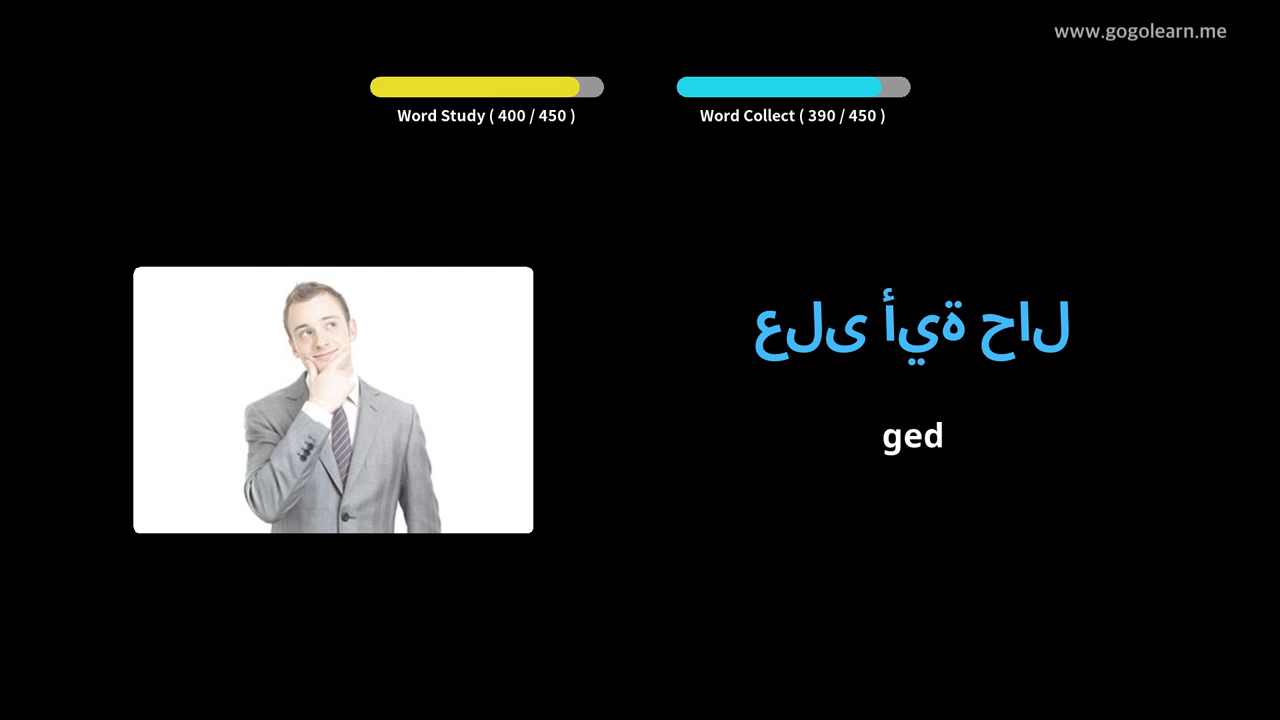 www.gogolearn.me
Word Study ( 400 / 450 )
Word Collect ( 390 / 450 )
على أية حال
ged